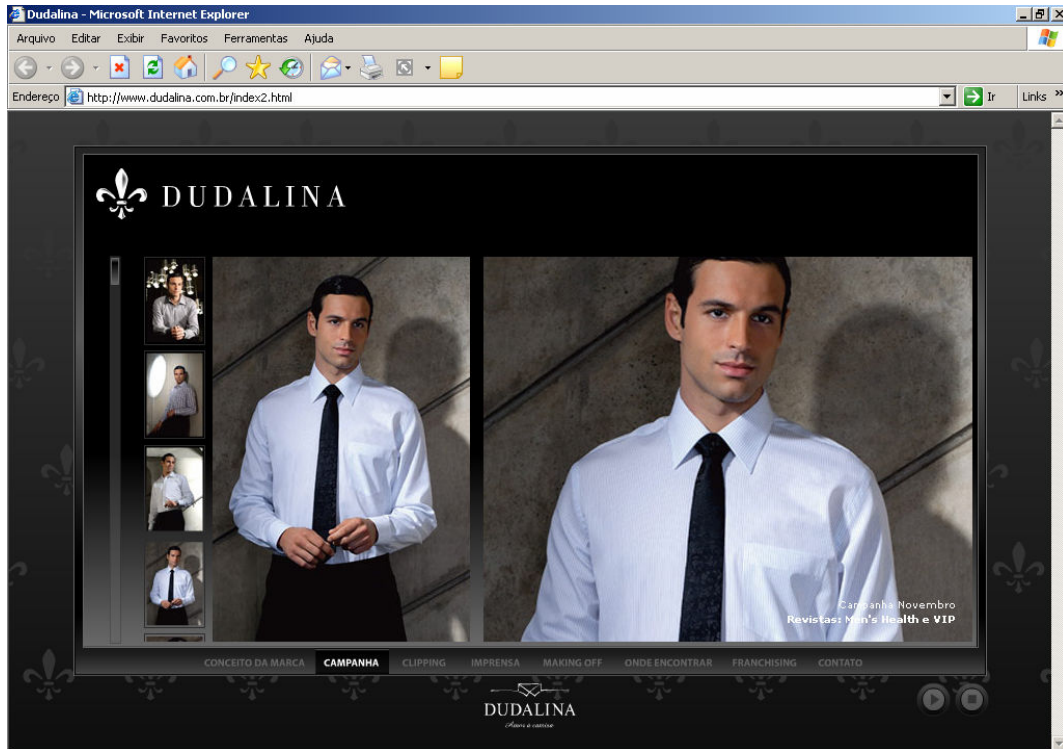 Dudalina - Microsoft Internet Explorer
Arquivo Editar Exibir Favoritos Ferramentas Ajuda
Endereço http://www.dudalina.com.br/index2.html Ir Links »
DUDALINA
Campanha Novembro
Revistas: Men's Health e VIP
CONCEITO DA MARCA CAMPANHA CLIPPING IMPRENSA MAKING OFF ONDE ENCONTRAR FRANCHISING CONTATO
DUDALINA